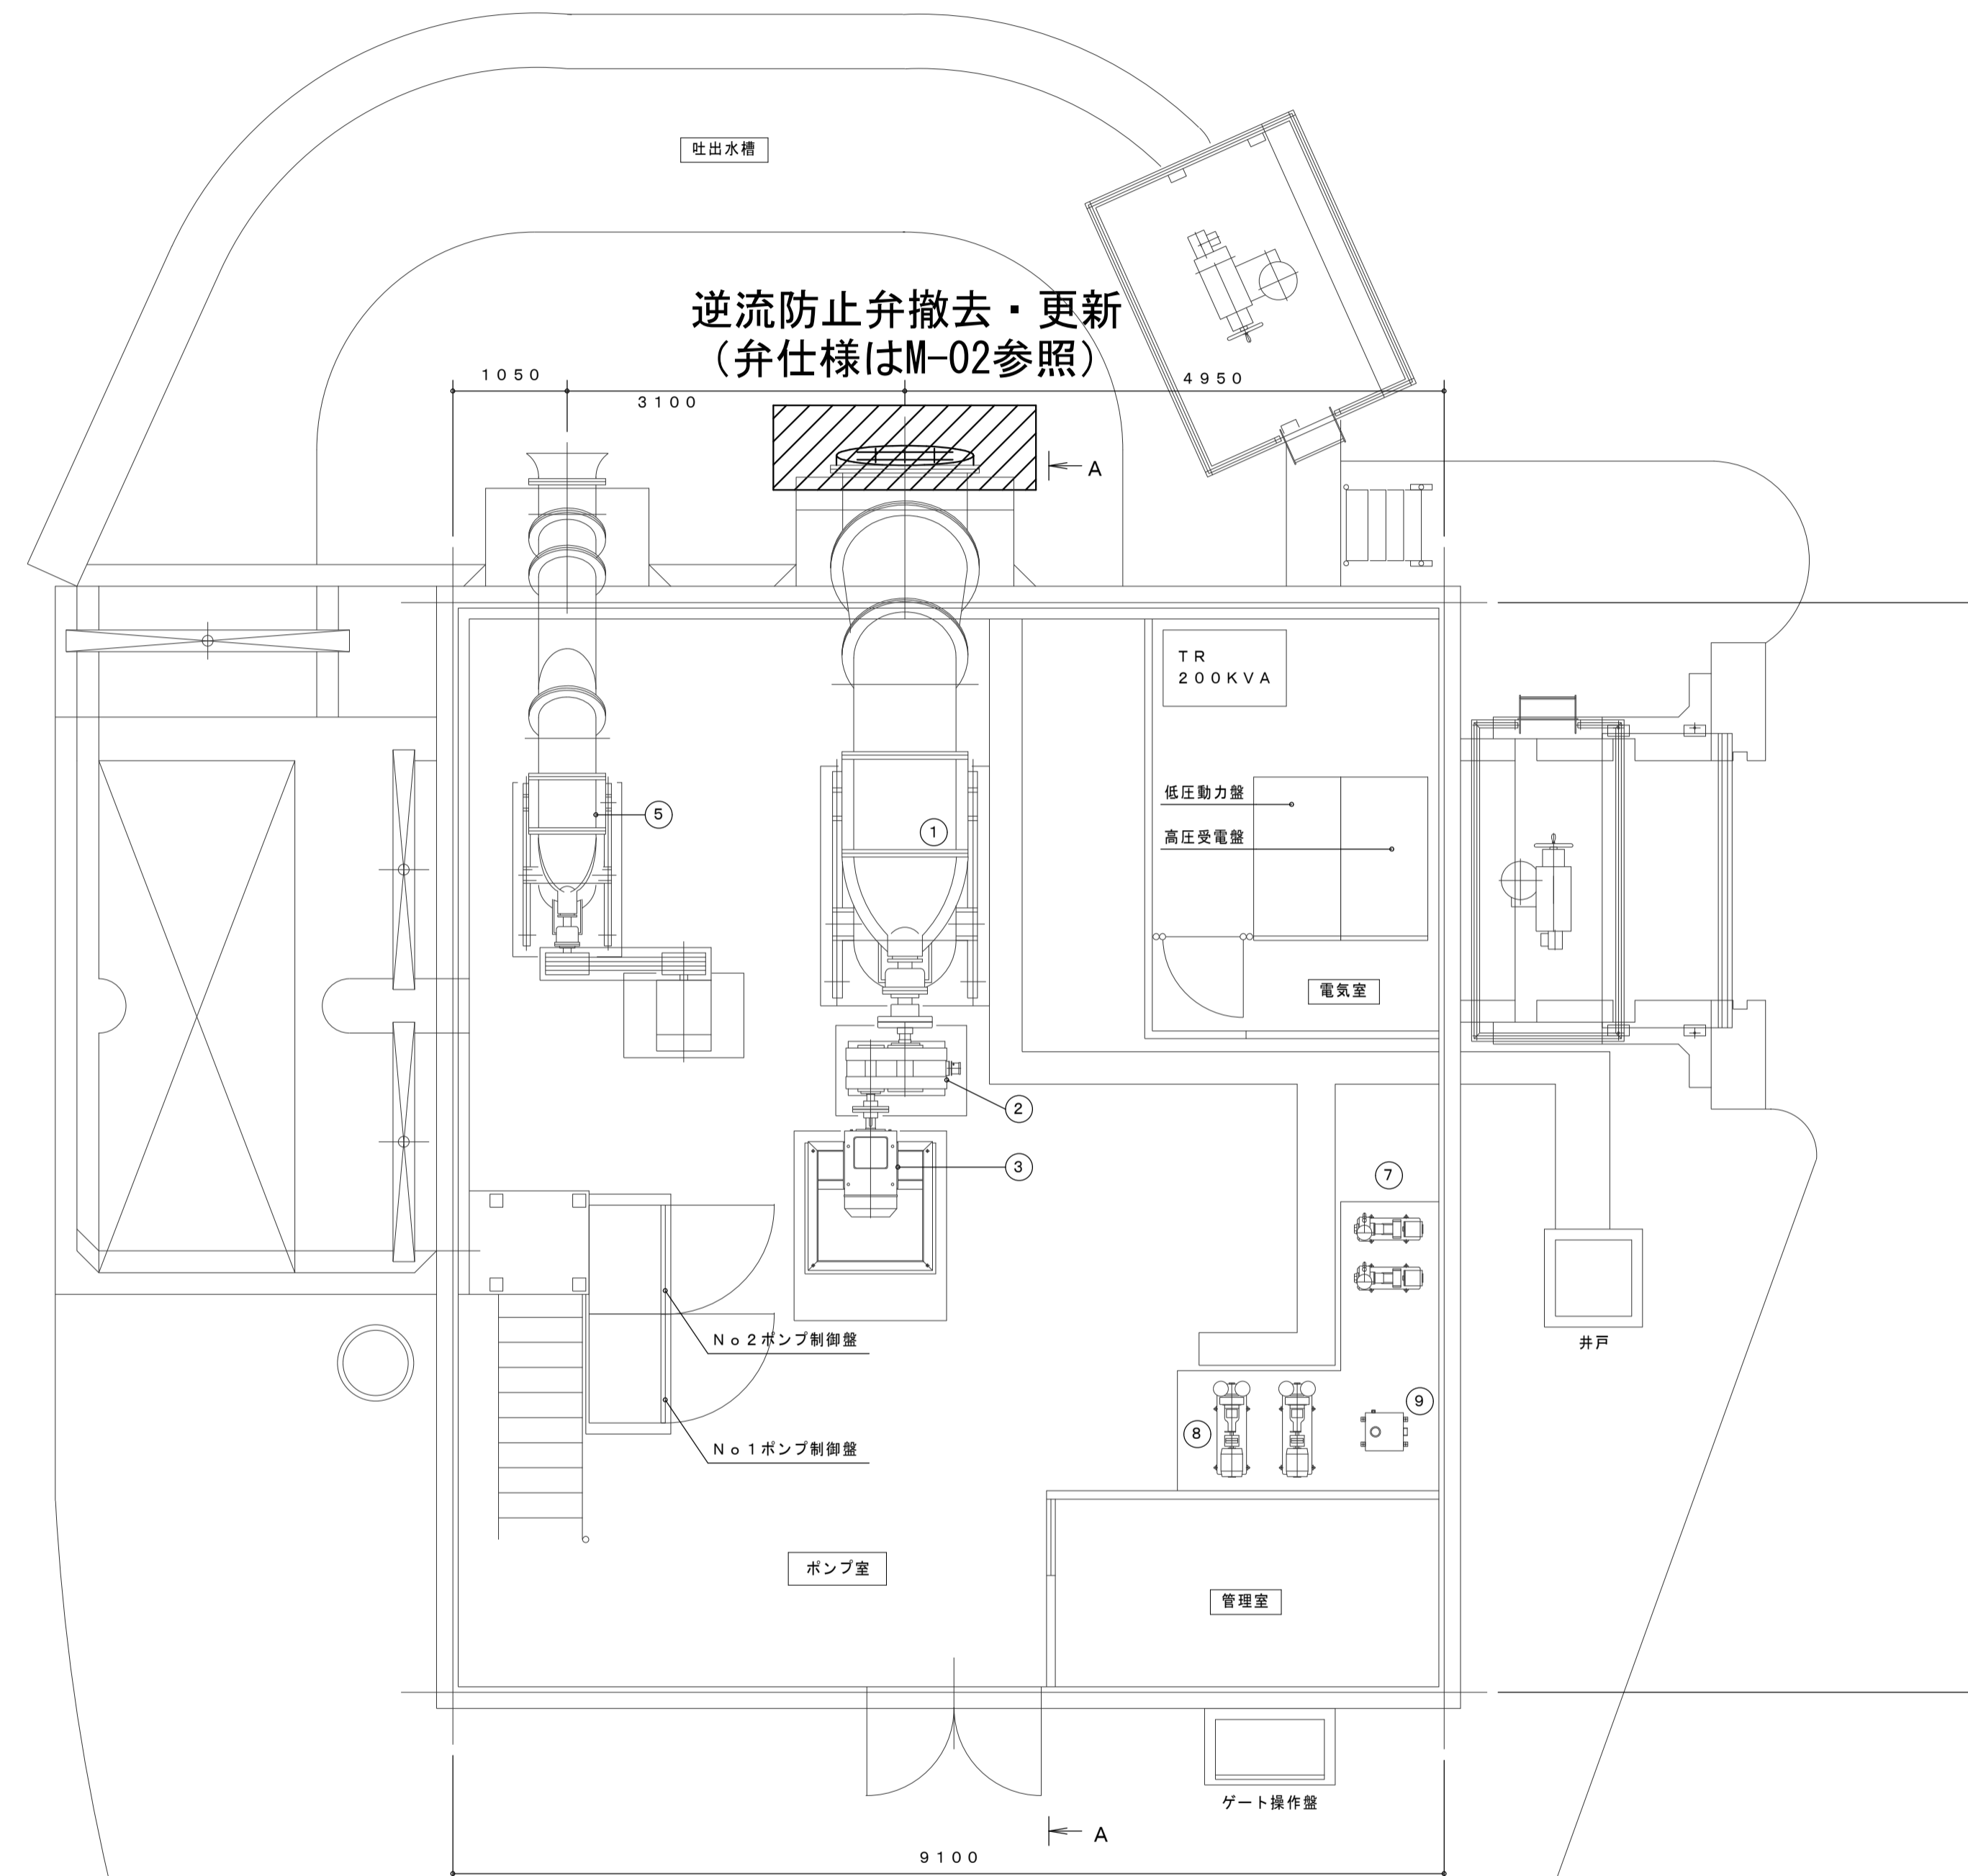 吐出水槽
逆流防止弁撤去・更新
(弁仕様はM-02参照)
1050
3100
4950
A
TR
200KVA
低圧動力盤
高圧受電盤
5
1
電気室
2
3
7
井戸
No2ポンプ制御盤
9
8
No1ポンプ制御盤
ポンプ室
管理室
ゲート操作盤
A
9100